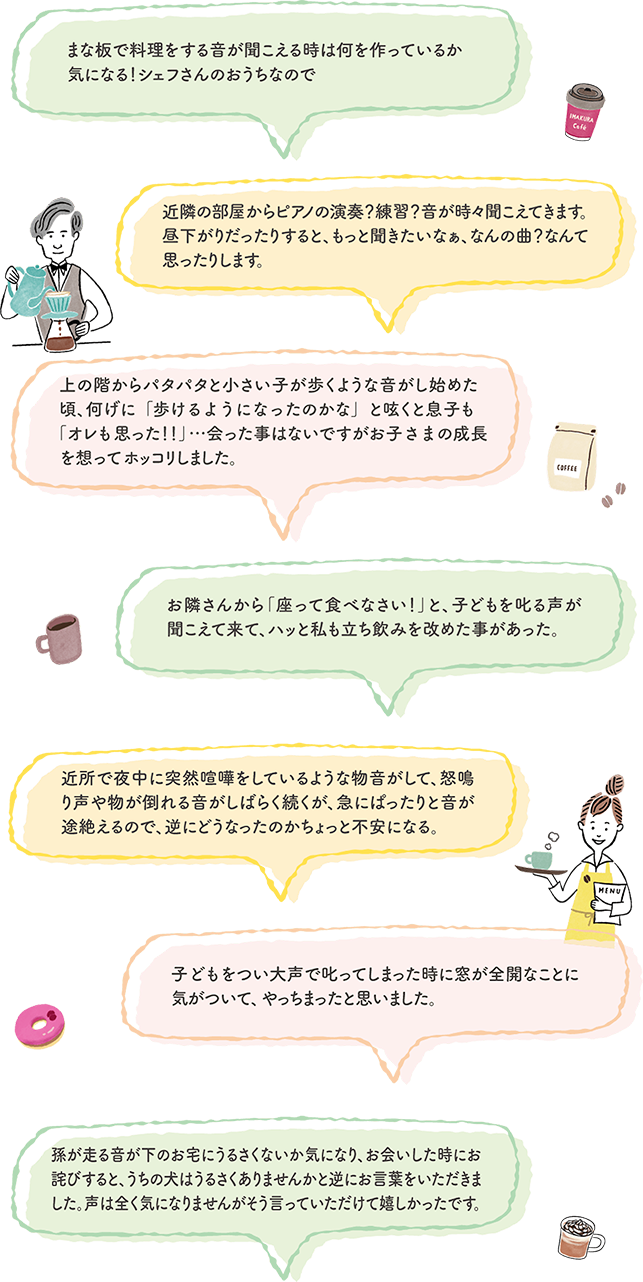 まな板で料理をする音が聞こえる時は何を作っているか
気になる！シェフさんのおうちなので
IMAKURA
Café
近隣の部屋からピアノの演奏？練習？音が時々聞こえてきます。
昼下がりだったりすると、もっと聞きたいなぁ、なんの曲？なんて
思ったりします。
上の階からパタパタと小さい子が歩くような音がし始めた
頃、何げに「歩けるようになったのかな」と呟くと息子も
「オレも思った！！」…会った事はないですがお子さまの成長
を想ってホッコリしました。
COFFEE
お隣さんから「座って食べなさい！」と、子どもを叱る声が
聞こえて来て、ハッと私も立ち飲みを改めた事があった。
近所で夜中に突然喧嘩をしているような物音がして、怒鳴
り声や物が倒れる音がしばらく続くが、急にぱったりと音が
途絶えるので、逆にどうなったのかちょっと不安になる。
MENU
子どもをつい大声で叱ってしまった時に窓が全開なことに
気がついて、やっちまったと思いました。
孫が走る音が下のお宅にうるさくないか気になり、お会いした時にお
詫びすると、うちの犬はうるさくありませんかと逆にお言葉をいただきま
した。声は全く気になりませんがそう言っていただけて嬉しかったです。